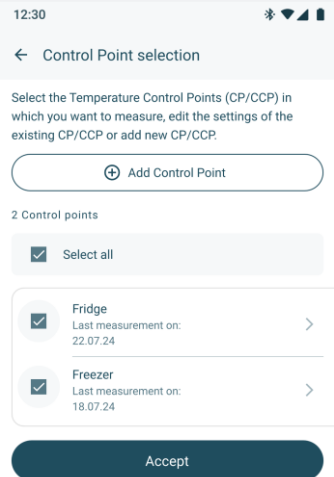 12:30
Control Point selection
Select the Temperature Control Points (CP/CCP) in
which you want to measure, edit the settings of the
existing CP/CCP or add new CP/CCP.
Add Control Point
2 Control points
Select all
Fridge
Last measurement on:
22.07.24
Freezer
Last measurement on:
18.07.24
Accept